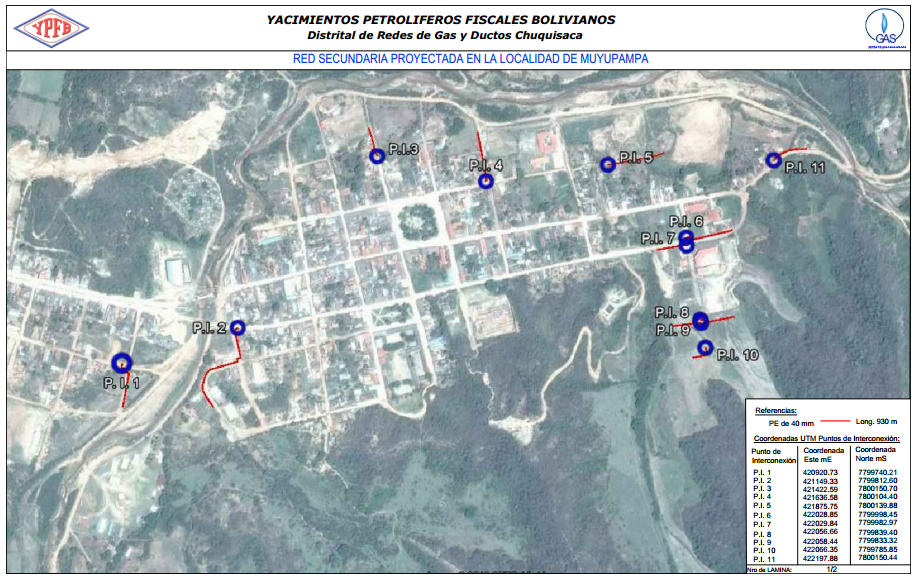 YPFB
YACIMIENTOS PETROLIFEROS FISCALES BOLIVIANOS
Distrital de Redes de Gas y Ductos Chuquisaca
GAS
RED SECUNDARIA PROYECTADA EN LA LOCALIDAD DE MUYUPAMPA
P.I.3
P.I. 4
P.I. 5
P.I. 11
P.I. 6
P.I. 7
P.I. 2
P.I. 8
P.I. 9
P.I. 10
P. I. 1
Referencias:
PE de 40 mm Long. 930 m
Coordenadas UTM Puntos de Interconexión:
Punto de Interconexión Coordenada Este mE Coordenada Norte mS
P.I. 1 420920.73 7799740.21
P.I. 2 421149.33 7799812.60
P.I. 3 421422.59 7800150.70
P.I. 4 421636.58 7800104.40
P.I. 5 421875.75 7800139.88
P.I. 6 422028.85 7799998.45
P.I. 7 422029.84 7799982.97
P.I. 8 422056.66 7799839.40
P.I. 9 422058.44 7799833.32
P.I. 10 422066.35 7799785.85
P.I. 11 422197.88 7800150.44
Nro de LAMINA: 1/2